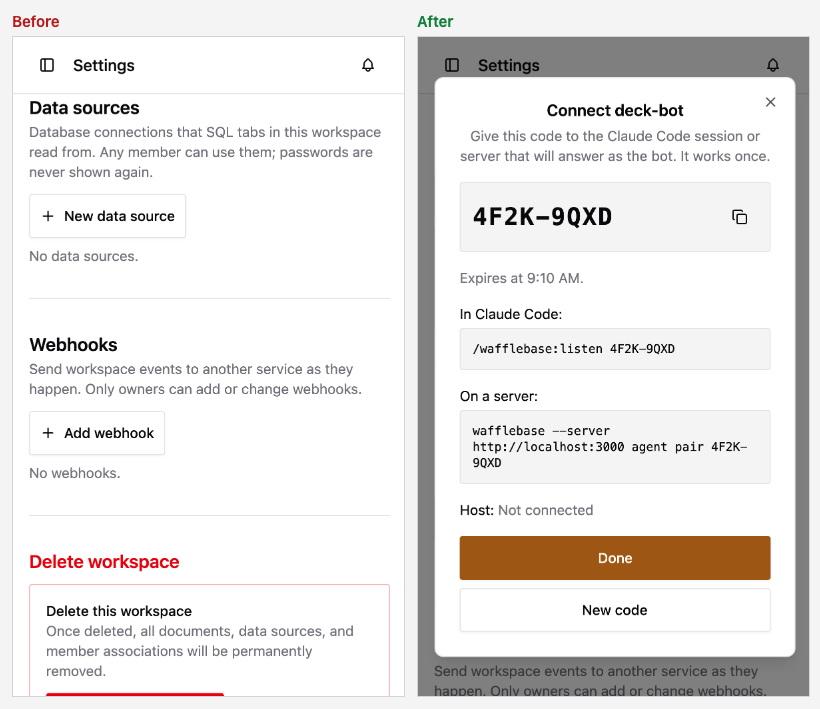 Before
Settings
Data sources
Database connections that SQL tabs in this workspace
read from. Any member can use them; passwords are
never shown again.
+ New data source
No data sources.
Webhooks
Send workspace events to another service as they
happen. Only owners can add or change webhooks.
+ Add webhook
No webhooks.
Delete workspace
Delete this workspace
Once deleted, all documents, data sources, and
member associations will be permanently
removed.
After
Settings
Connect deck-bot
Give this code to the Claude Code session or
server that will answer as the bot. It works once.
4F2K-9QXD
Expires at 9:10 AM.
In Claude Code:
/wafflebase:listen 4F2K-9QXD
On a server:
wafflebase --server
http://localhost:3000 agent pair 4F2K-
9QXD
Host: Not connected
Done
New code
Send workspace events to another service as they
happen. Only owners can add or change webhooks.